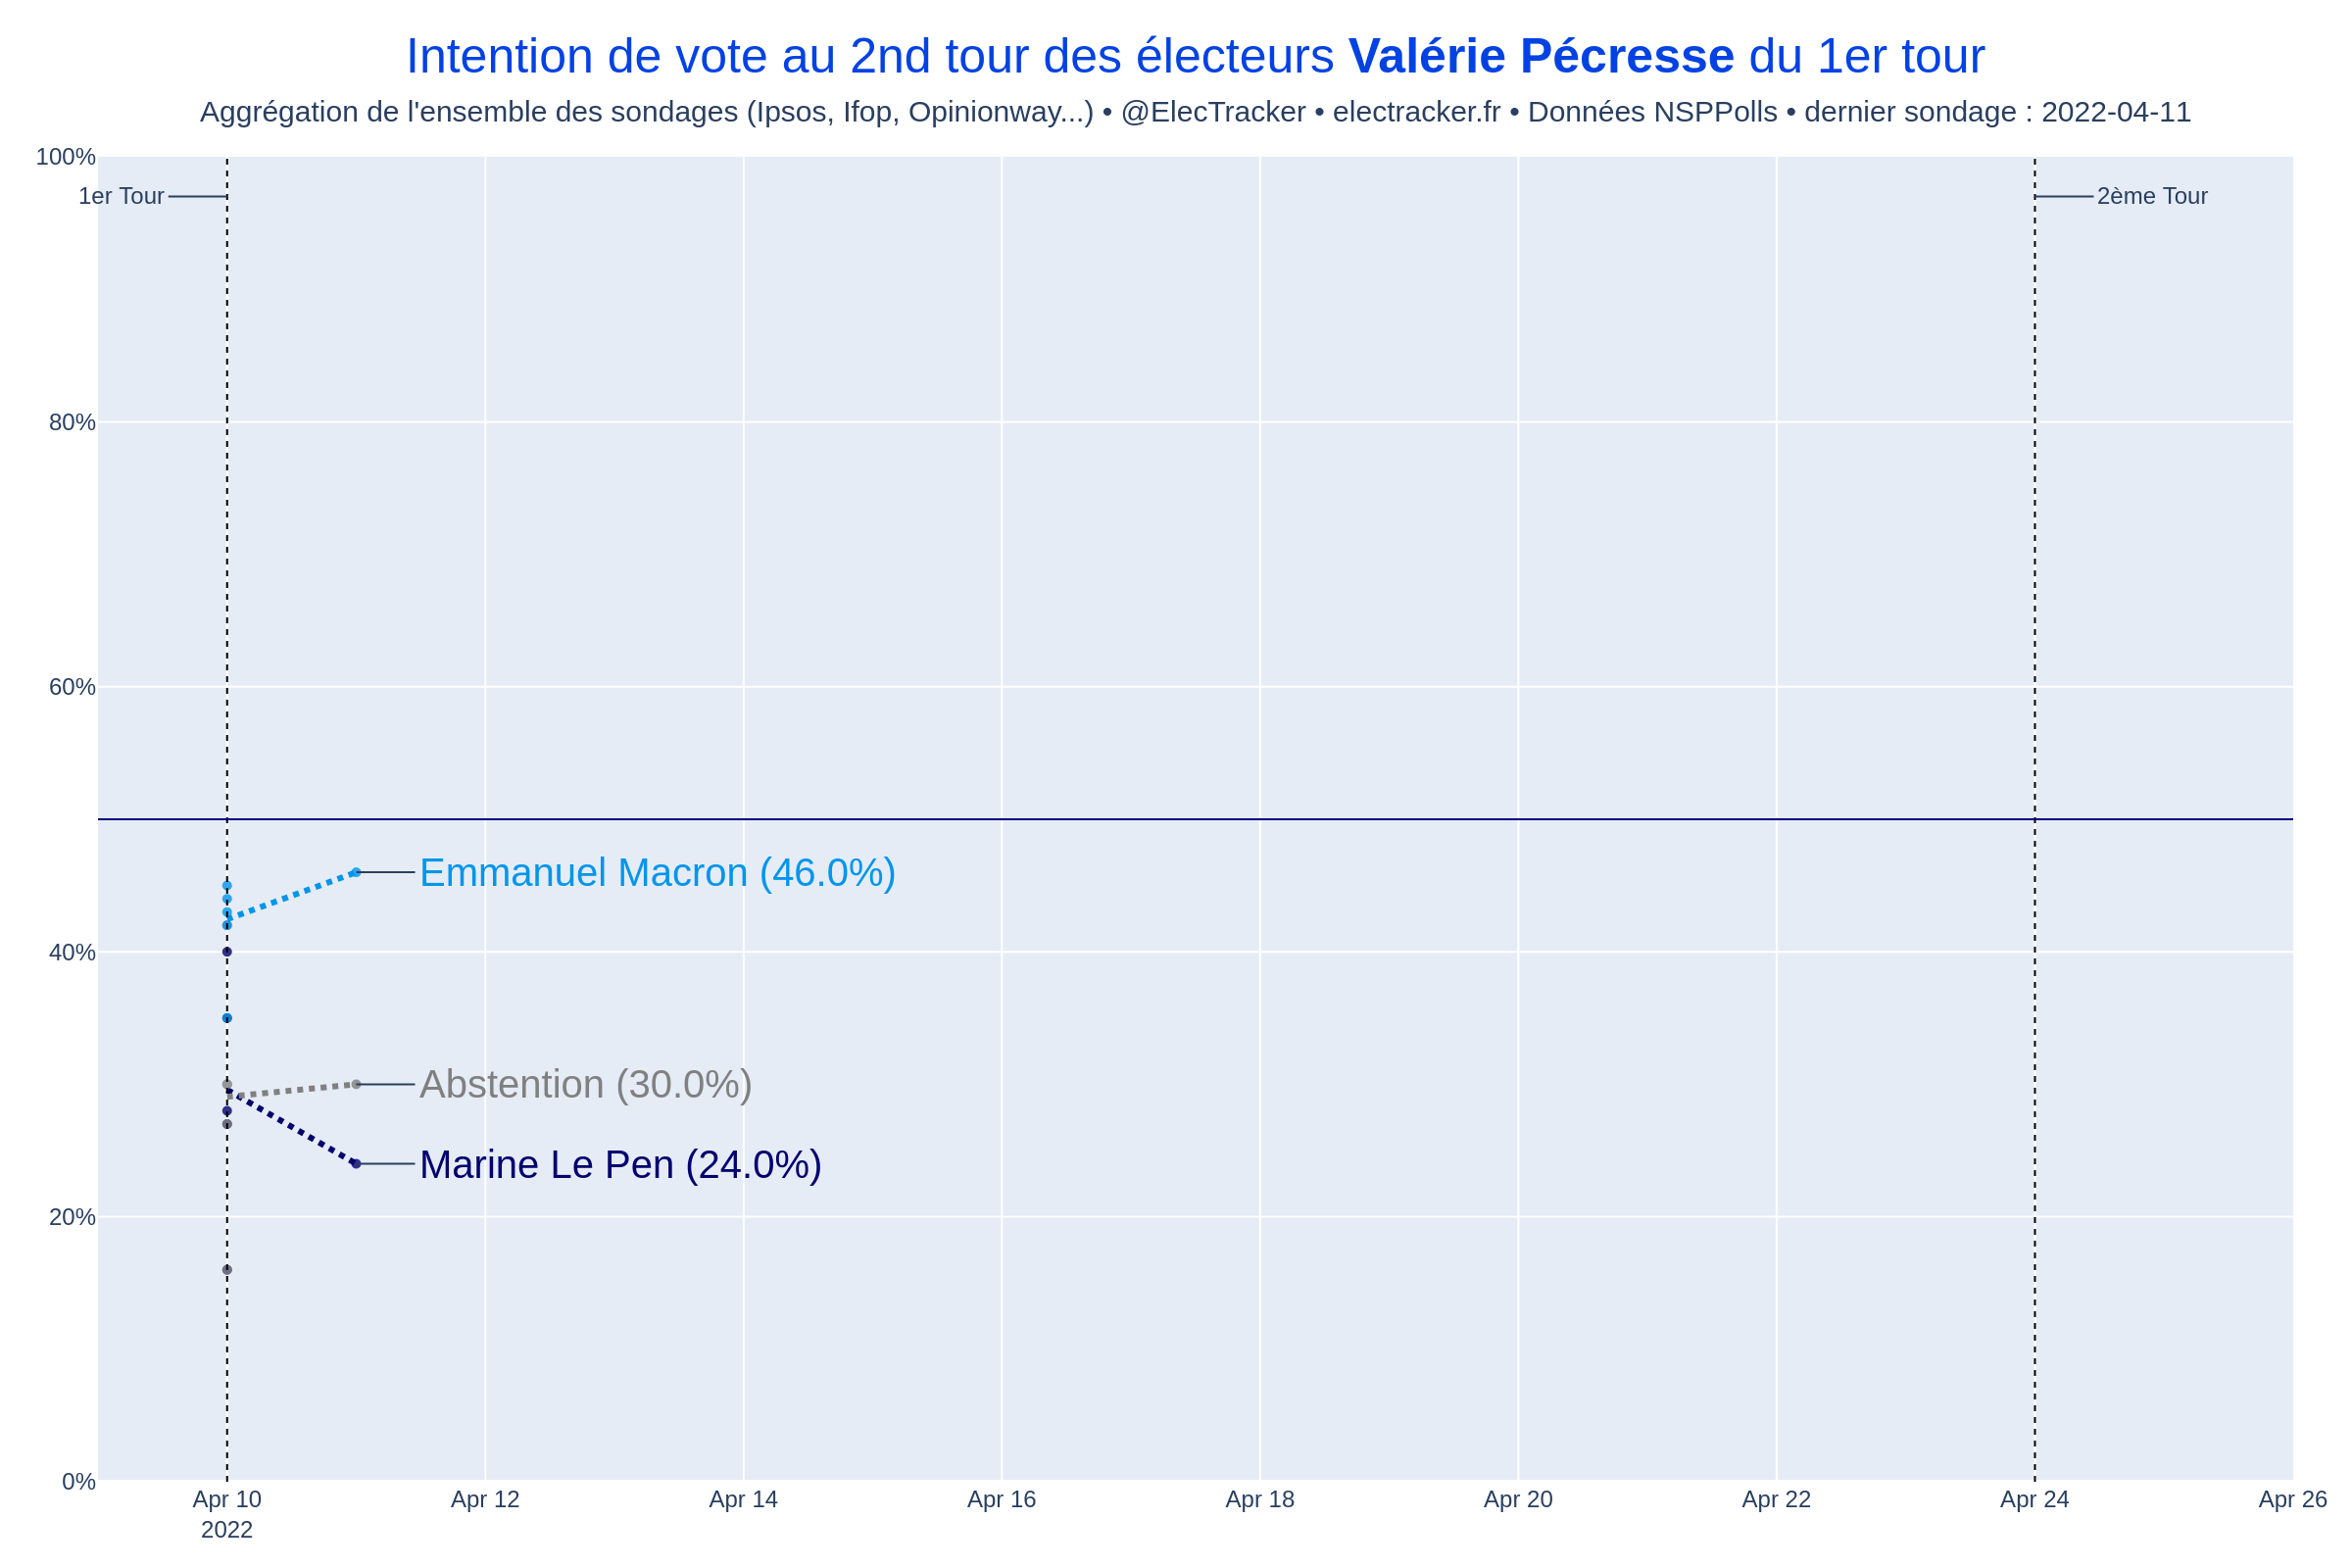 Intention de vote au 2nd tour des électeurs Valérie Pécresse du 1er tour
Aggrégation de l'ensemble des sondages (Ipsos, Ifop, Opinionway...) • @ElecTracker • electracker.fr • Données NSPPolls • dernier sondage : 2022-04-11
100%
1er Tour
2ème Tour
80%
60%
Emmanuel Macron (46.0%)
40%
Abstention (30.0%)
Marine Le Pen (24.0%)
20%
0%
Apr 10 Apr 12 Apr 14 Apr 16 Apr 18 Apr 20 Apr 22 Apr 24 Apr 26
2022